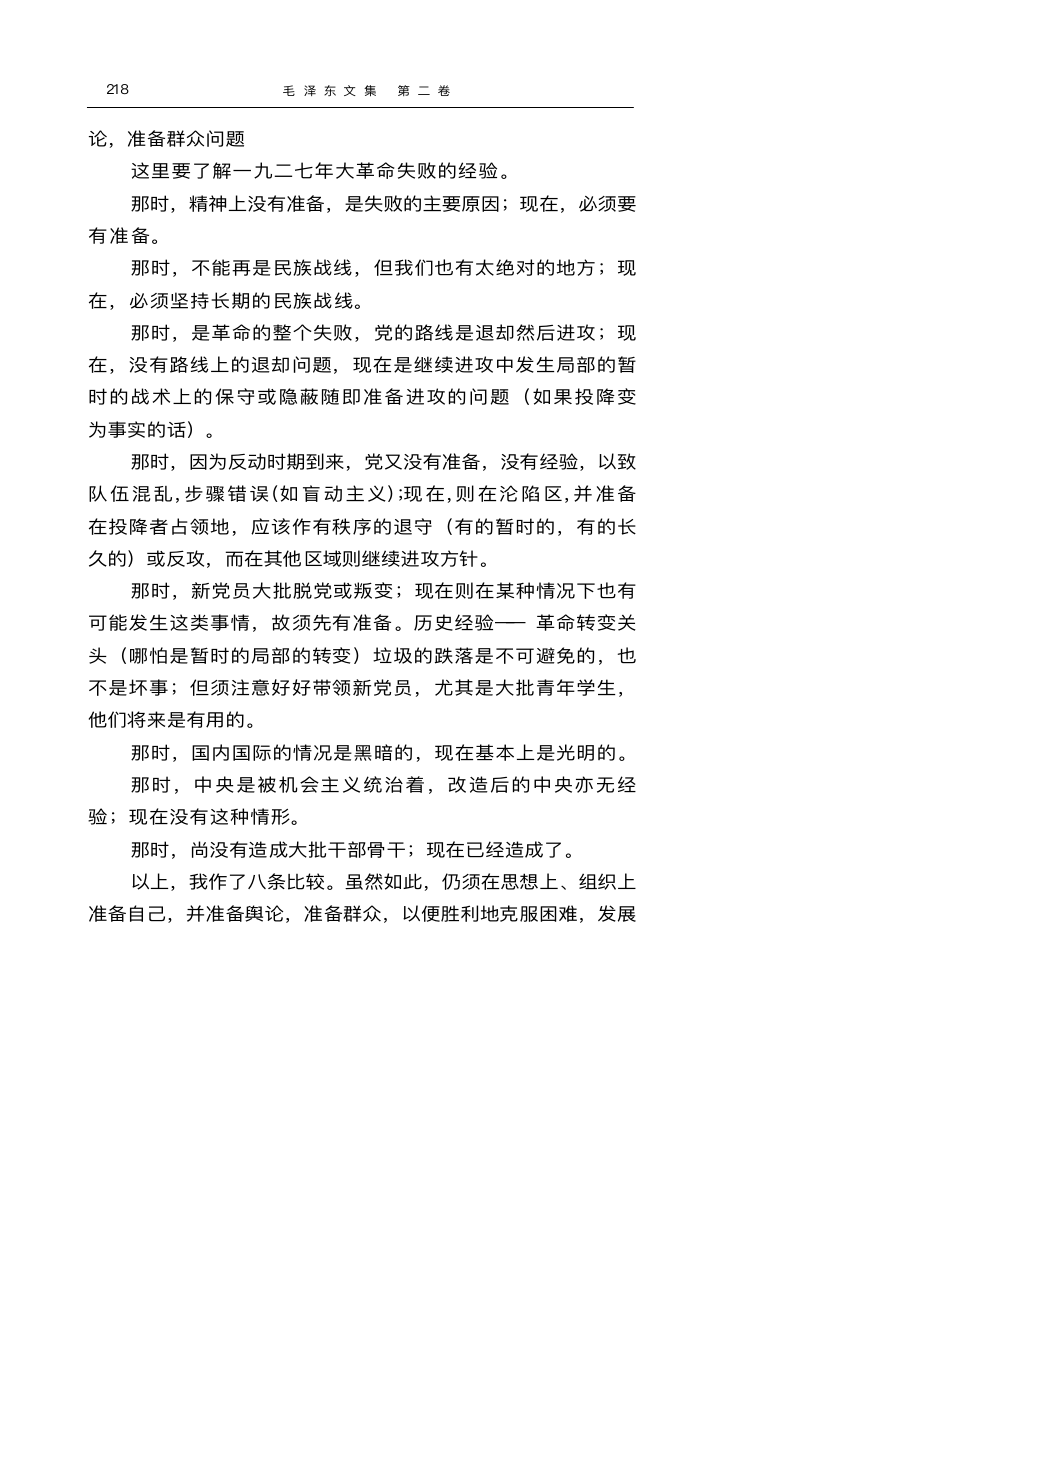 218 毛泽东文集 第二卷
论，准备群众问题
这里要了解一九二七年大革命失败的经验。
那时，精神上没有准备，是失败的主要原因；现在，必须要
有准备。
那时，不能再是民族战线，但我们也有太绝对的地方；现
在，必须坚持长期的民族战线。
那时，是革命的整个失败，党的路线是退却然后进攻；现
在，没有路线上的退却问题，现在是继续进攻中发生局部的暂
时的战术上的保守或隐蔽随即准备进攻的问题（如果投降变
为事实的话）。
那时，因为反动时期到来，党又没有准备，没有经验，以致
队伍混乱,步骤错误(如盲动主义);现在,则在沦陷区,并准备
在投降者占领地，应该作有秩序的退守（有的暂时的，有的长
久的）或反攻，而在其他区域则继续进攻方针。
那时，新党员大批脱党或叛变；现在则在某种情况下也有
可能发生这类事情，故须先有准备。历史经验—— 革命转变关
头（哪怕是暂时的局部的转变）垃圾的跌落是不可避免的，也
不是坏事；但须注意好好带领新党员，尤其是大批青年学生，
他们将来是有用的。
那时，国内国际的情况是黑暗的，现在基本上是光明的。
那时，中央是被机会主义统治着，改造后的中央亦无经
验；现在没有这种情形。
那时，尚没有造成大批干部骨干；现在已经造成了。
以上，我作了八条比较。虽然如此，仍须在思想上、组织上
准备自己，并准备舆论，准备群众，以便胜利地克服困难，发展